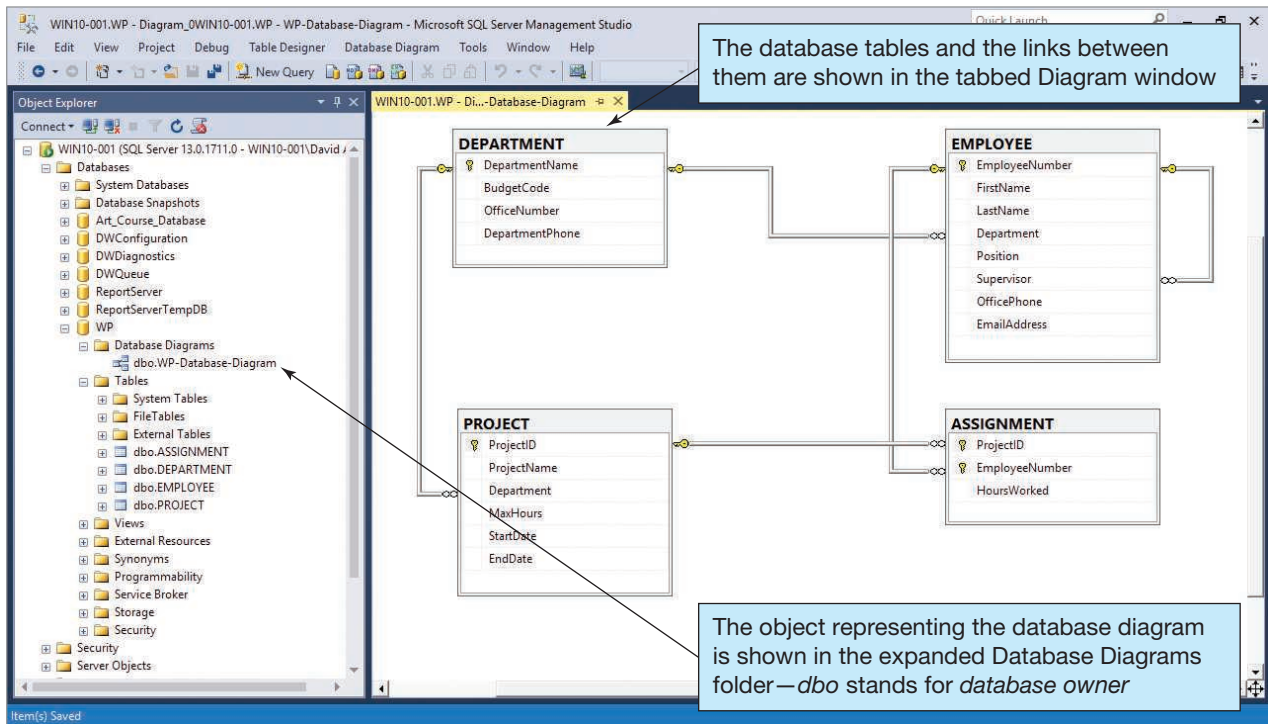 WIN10-001.WP - Diagram_0WIN10-001.WP - WP-Database-Diagram - Microsoft SQL Server Management Studio
File Edit View Project Debug Table Designer Database Diagram Tools Window Help
New Query
The database tables and the links between
them are shown in the tabbed Diagram window
Object Explorer
Connect
WIN10-001 (SQL Server 13.0.1711.0 - WIN10-001\David
Databases
System Databases
Database Snapshots
Art_Course_Database
DWConfiguration
DWDiagnostics
DWQueue
ReportServer
ReportServerTempDB
WP
Database Diagrams
dbo.WP-Database-Diagram
Tables
System Tables
FileTables
External Tables
dbo.ASSIGNMENT
dbo.DEPARTMENT
dbo.EMPLOYEE
dbo.PROJECT
Views
External Resources
Synonyms
Programmability
Service Broker
Storage
Security
Security
Server Objects
WIN10-001.WP - Di...-Database-Diagram
DEPARTMENT
DepartmentName
BudgetCode
OfficeNumber
DepartmentPhone
EMPLOYEE
EmployeeNumber
FirstName
LastName
Department
Position
Supervisor
OfficePhone
EmailAddress
PROJECT
ProjectID
ProjectName
Department
MaxHours
StartDate
EndDate
ASSIGNMENT
ProjectID
EmployeeNumber
HoursWorked
The object representing the database diagram
is shown in the expanded Database Diagrams
folder—dbo stands for database owner
Item(s) Saved